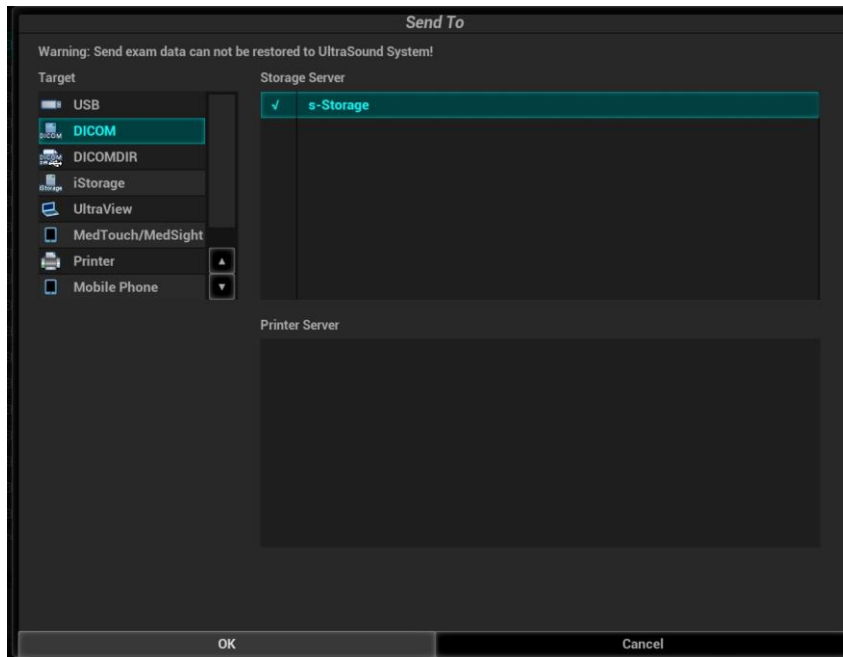 Send To
Warning: Send exam data can not be restored to UltraSound System!
Target
Storage Server
USB
√ s-Storage
DICOM
DICOMDIR
iStorage
UltraView
MedTouch/MedSight
Printer
Mobile Phone
Printer Server
OK
Cancel